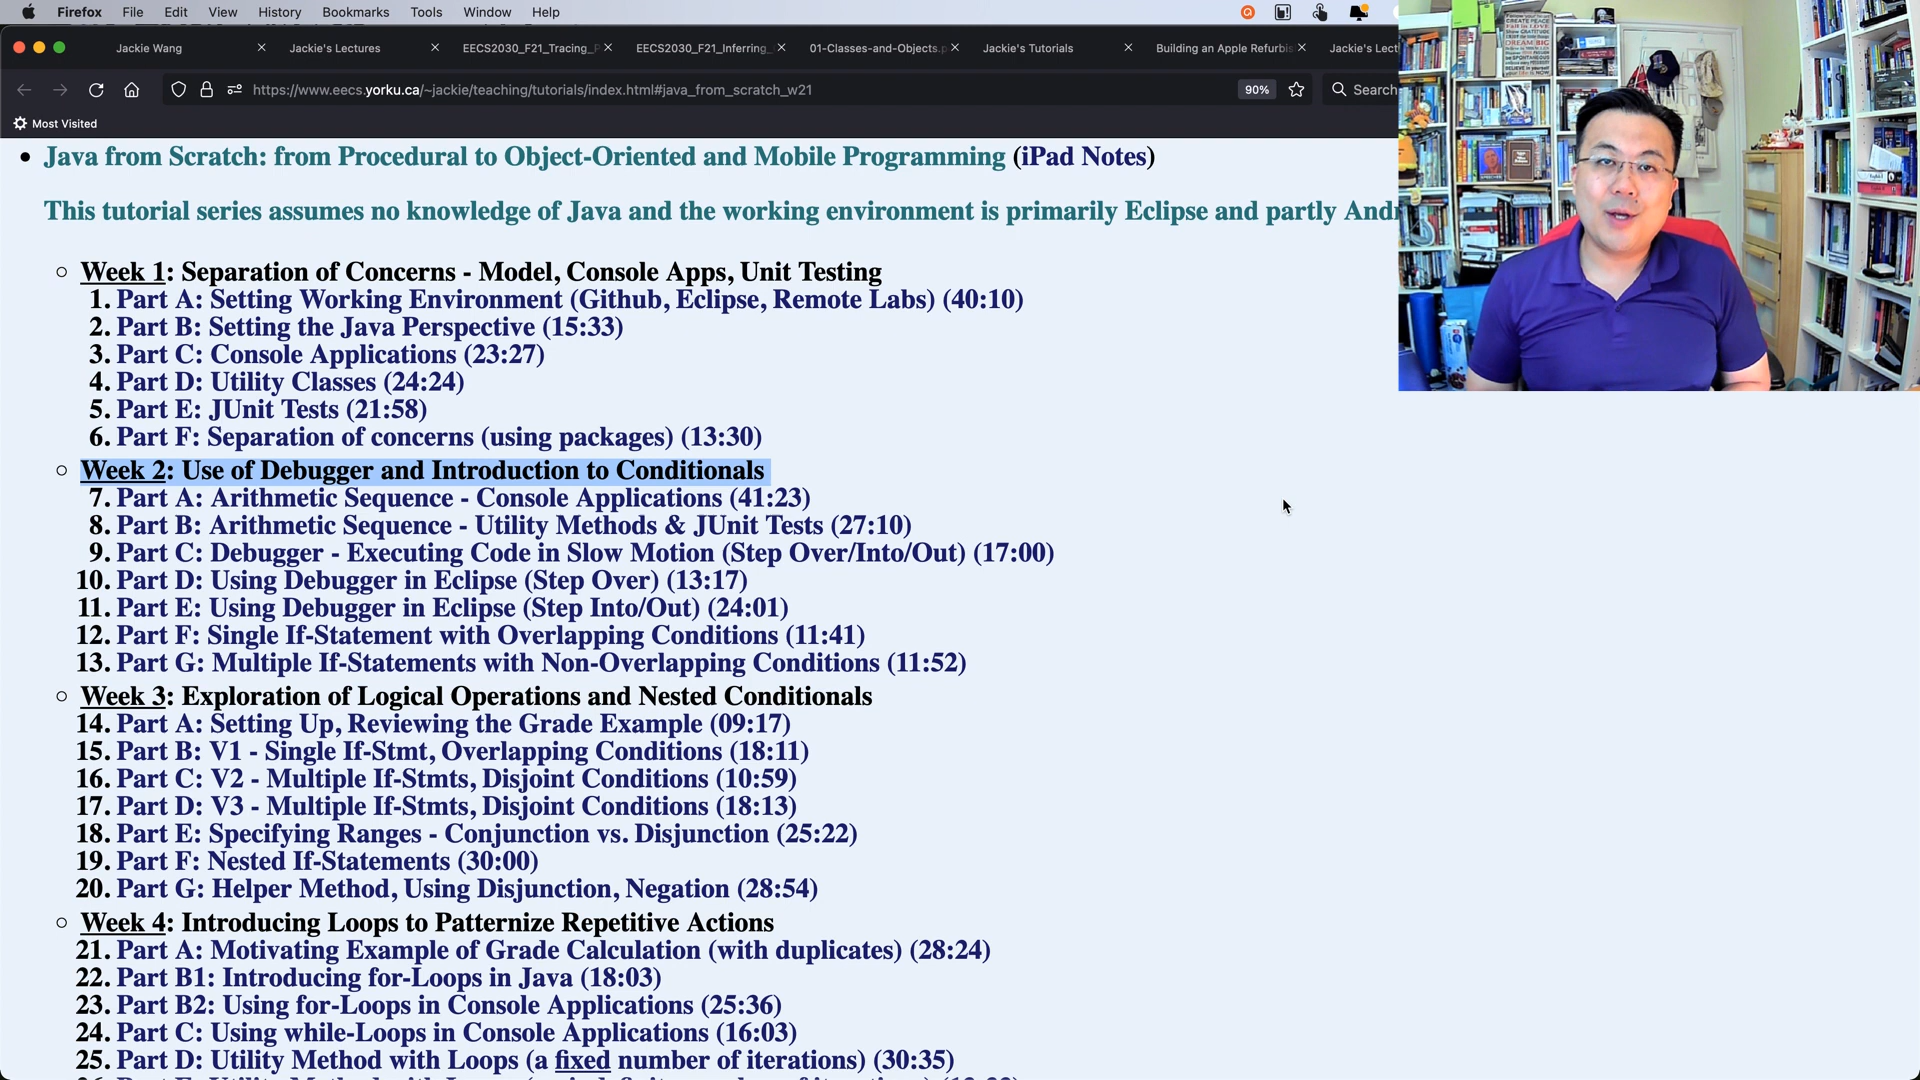 Firefox File Edit View History Bookmarks Tools Window Help
Jackie Wang Jackie's Lectures EECS2030_F21_Tracing_ EECS2030_F21_Inferring_ 01-Classes-and-Objects.p Jackie's Tutorials Building an Apple Refurbis Jackie's Lect
https://www.eecs.yorku.ca/~jackie/teaching/tutorials/index.html#java_from_scratch_w21 90% Search
Most Visited
• Java from Scratch: from Procedural to Object-Oriented and Mobile Programming (iPad Notes)
This tutorial series assumes no knowledge of Java and the working environment is primarily Eclipse and partly Andr
Week 1: Separation of Concerns - Model, Console Apps, Unit Testing
1. Part A: Setting Working Environment (Github, Eclipse, Remote Labs) (40:10)
2. Part B: Setting the Java Perspective (15:33)
3. Part C: Console Applications (23:27)
4. Part D: Utility Classes (24:24)
5. Part E: JUnit Tests (21:58)
6. Part F: Separation of concerns (using packages) (13:30)
Week 2: Use of Debugger and Introduction to Conditionals
7. Part A: Arithmetic Sequence - Console Applications (41:23)
8. Part B: Arithmetic Sequence - Utility Methods & JUnit Tests (27:10)
9. Part C: Debugger - Executing Code in Slow Motion (Step Over/Into/Out) (17:00)
10. Part D: Using Debugger in Eclipse (Step Over) (13:17)
11. Part E: Using Debugger in Eclipse (Step Into/Out) (24:01)
12. Part F: Single If-Statement with Overlapping Conditions (11:41)
13. Part G: Multiple If-Statements with Non-Overlapping Conditions (11:52)
Week 3: Exploration of Logical Operations and Nested Conditionals
14. Part A: Setting Up, Reviewing the Grade Example (09:17)
15. Part B: V1 - Single If-Stmt, Overlapping Conditions (18:11)
16. Part C: V2 - Multiple If-Stmts, Disjoint Conditions (10:59)
17. Part D: V3 - Multiple If-Stmts, Disjoint Conditions (18:13)
18. Part E: Specifying Ranges - Conjunction vs. Disjunction (25:22)
19. Part F: Nested If-Statements (30:00)
20. Part G: Helper Method, Using Disjunction, Negation (28:54)
Week 4: Introducing Loops to Patternize Repetitive Actions
21. Part A: Motivating Example of Grade Calculation (with duplicates) (28:24)
22. Part B1: Introducing for-Loops in Java (18:03)
23. Part B2: Using for-Loops in Console Applications (25:36)
24. Part C: Using while-Loops in Console Applications (16:03)
25. Part D: Utility Method with Loops (a fixed number of iterations) (30:35)